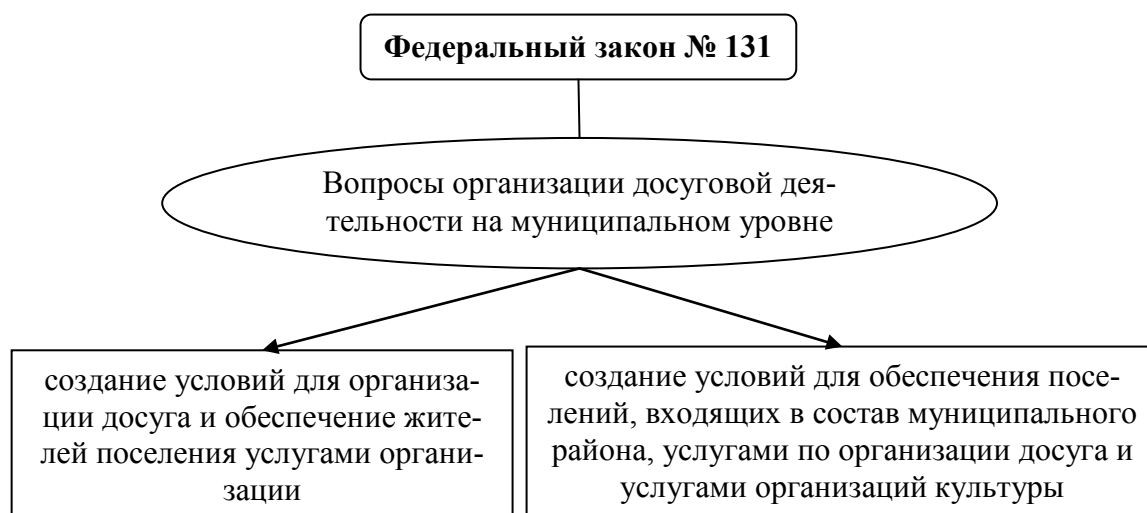 Федеральный закон № 131
Вопросы организации досуговой дея-
тельности на муниципальном уровне
создание условий для организа-
ции досуга и обеспечение жите-
лей поселения услугами органи-
зации
создание условий для обеспечения посе-
лений, входящих в состав муниципального
района, услугами по организации досуга и
услугами организаций культуры